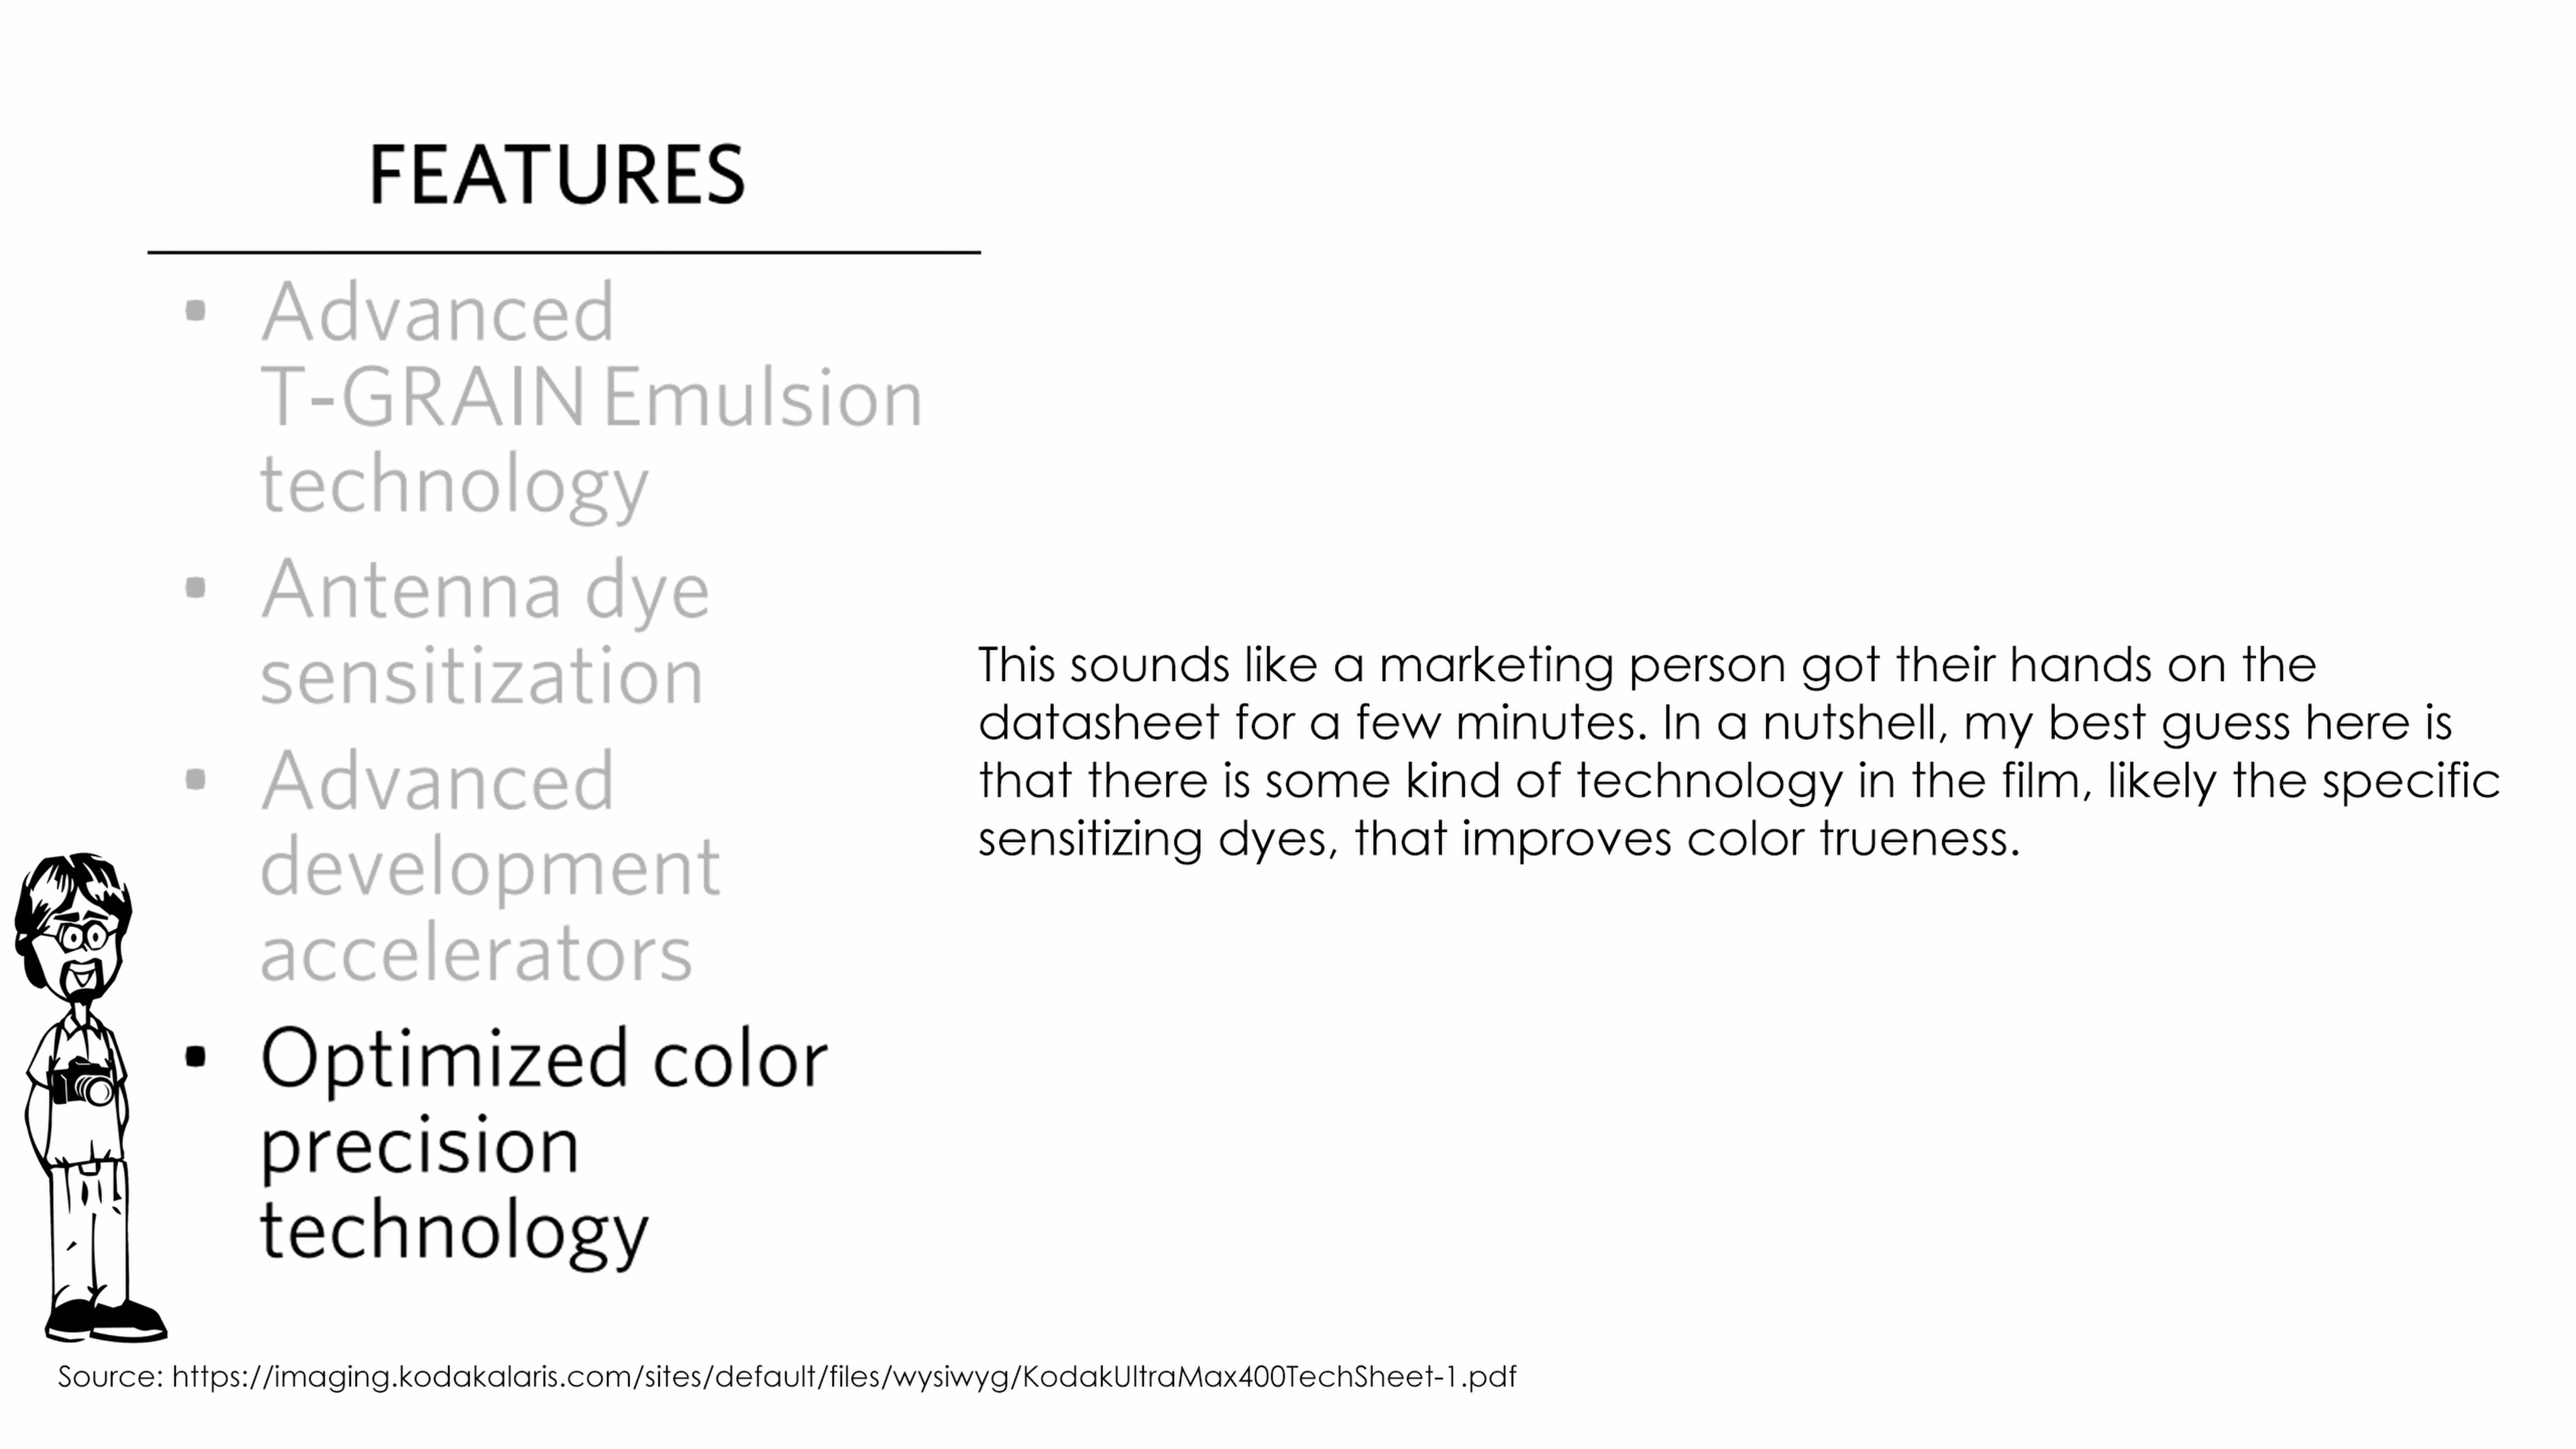 FEATURES
• Advanced
T-GRAIN Emulsion
technology
• Antenna dye
sensitization
• Advanced
development
accelerators
• Optimized color
precision
technology
This sounds like a marketing person got their hands on the
datasheet for a few minutes. In a nutshell, my best guess here is
that there is some kind of technology in the film, likely the specific
sensitizing dyes, that improves color trueness.
Source: https://imaging.kodakalaris.com/sites/default/files/wysiwyg/KodakUltraMax400TechSheet-1.pdf